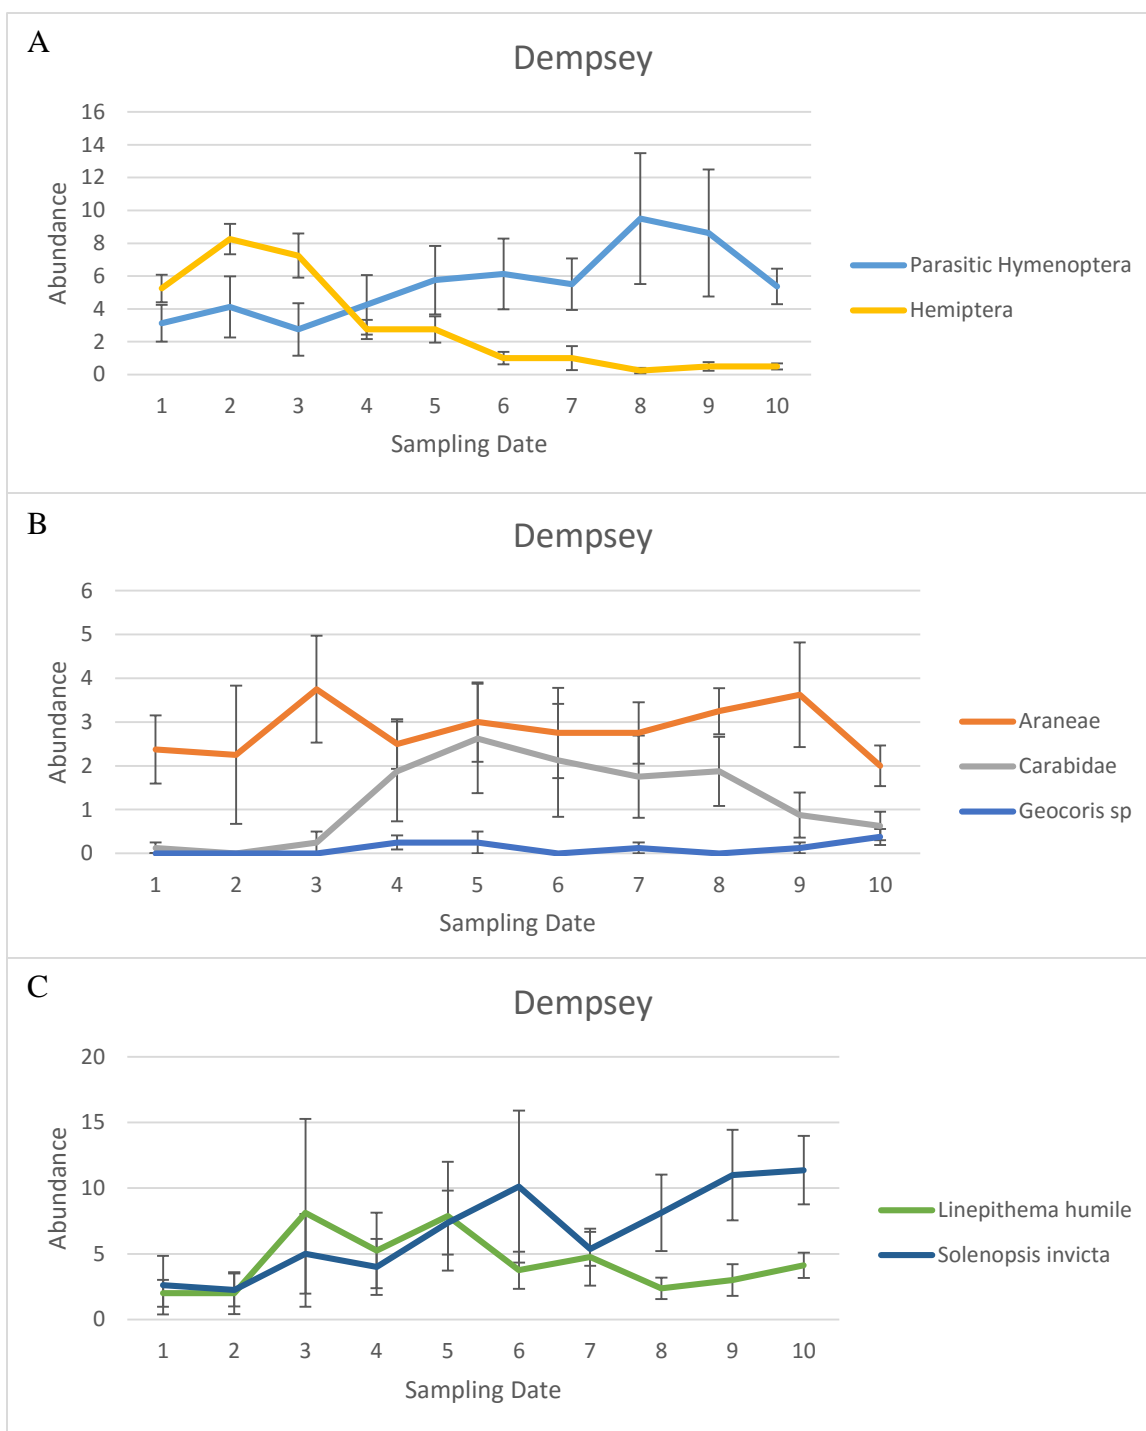 A
Dempsey
16
14
12
10
8
6
4
2
0
Abundance
1 2 3 4 5 6 7 8 9 10
Sampling Date
Parasitic Hymenoptera
Hemiptera
B
Dempsey
6
5
4
3
2
1
0
Abundance
1 2 3 4 5 6 7 8 9 10
Sampling Date
Araneae
Carabidae
Geocoris sp
C
Dempsey
20
15
10
5
0
Abundance
1 2 3 4 5 6 7 8 9 10
Sampling Date
Linepithema humile
Solenopsis invicta